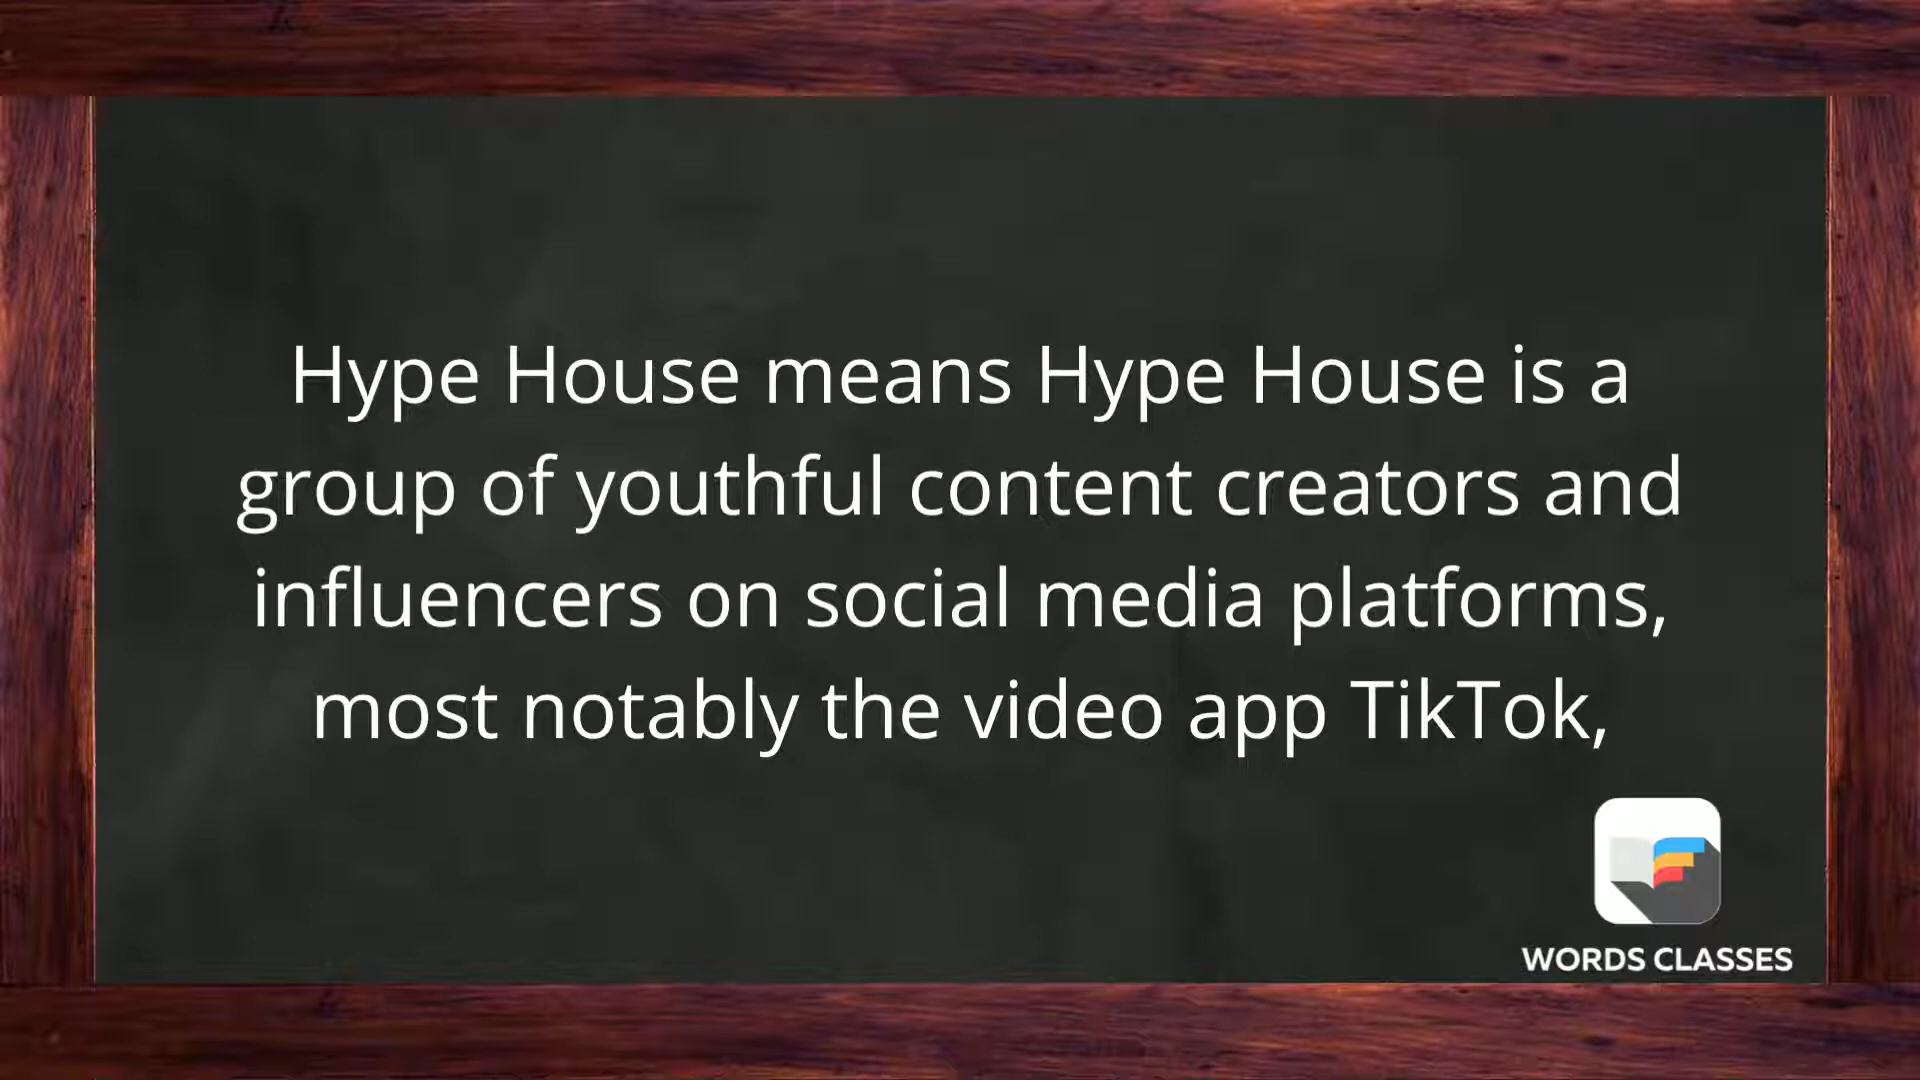 Hype House means Hype House is a
group of youthful content creators and
influencers on social media platforms,
most notably the video app TikTok,
WORDS CLASSES